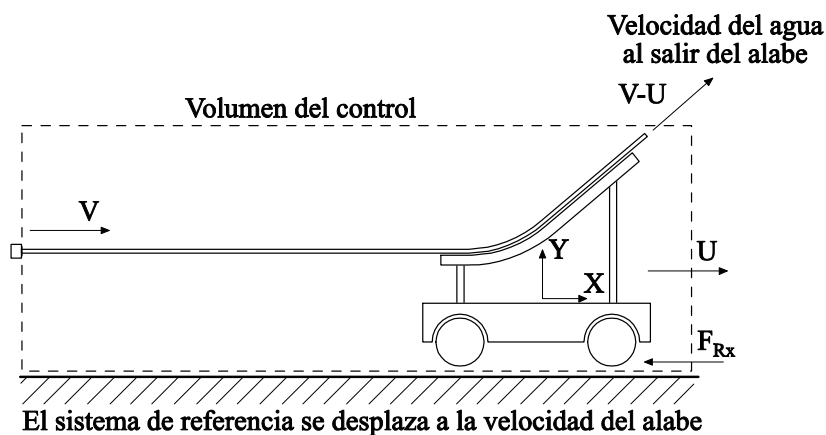 Velocidad del agua
al salir del alabe
V-U
Volumen del control
V
Y
U
X
F_Rx
El sistema de referencia se desplaza a la velocidad del alabe